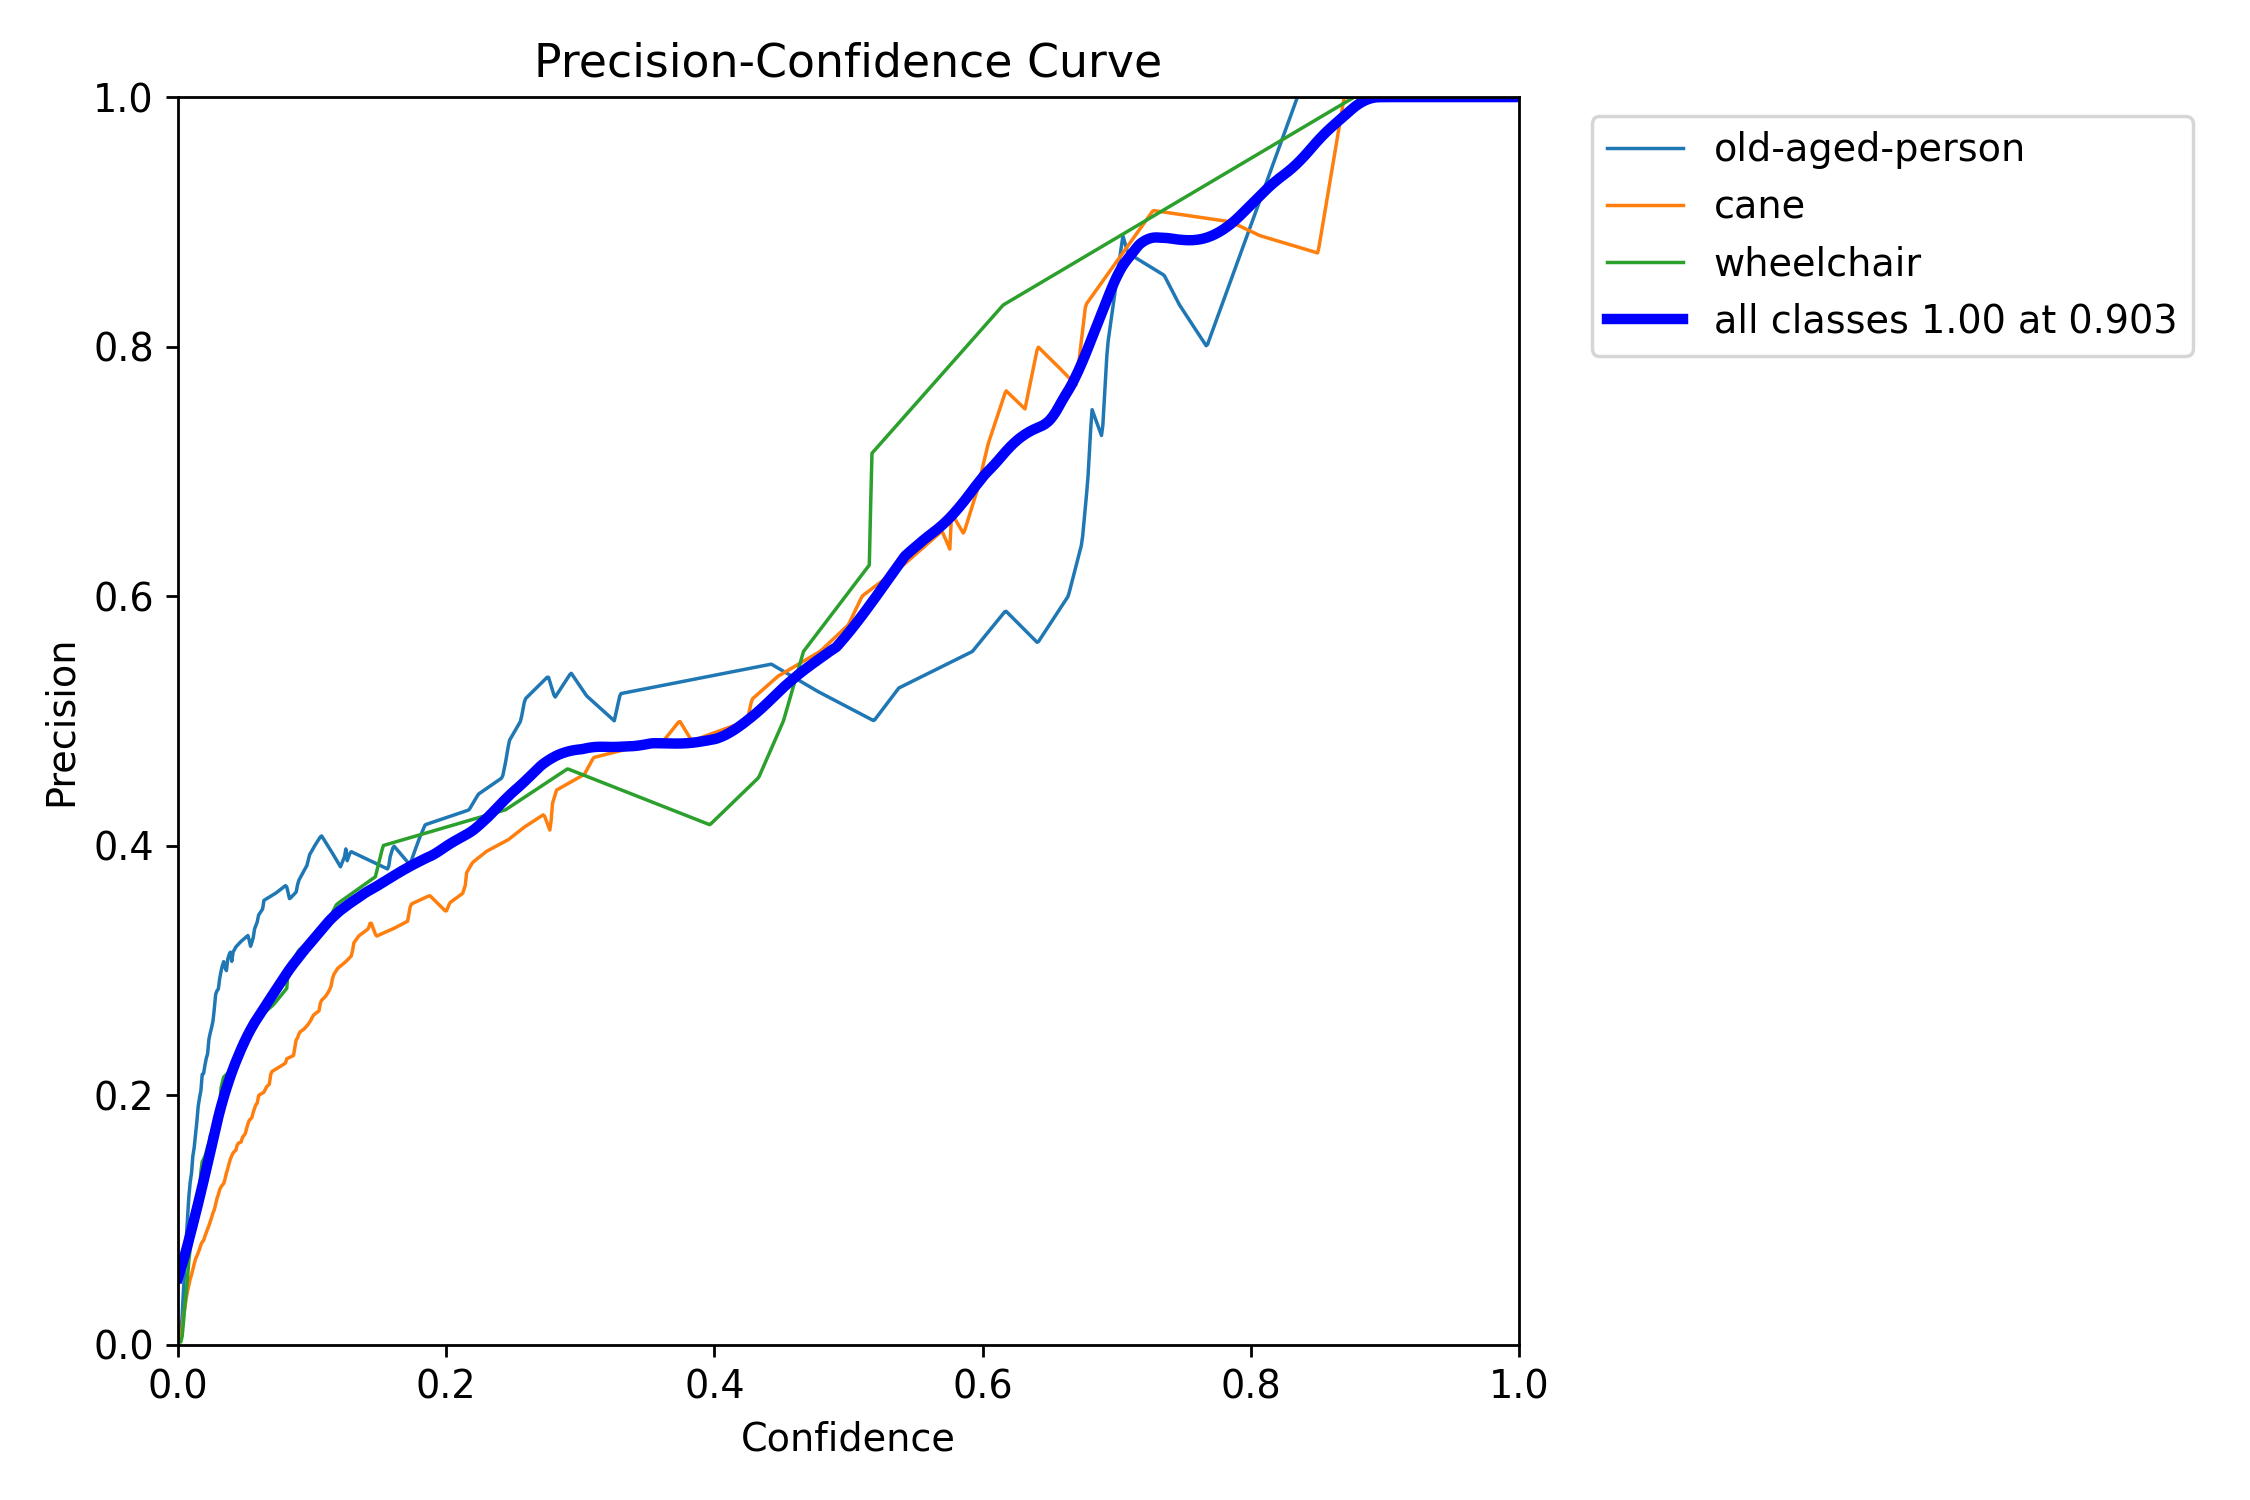 Precision-Confidence Curve
1.0
0.8
0.6
0.4
0.2
0.0
Precision
0.0 0.2 0.4 0.6 0.8 1.0
Confidence
old-aged-person
cane
wheelchair
all classes 1.00 at 0.903